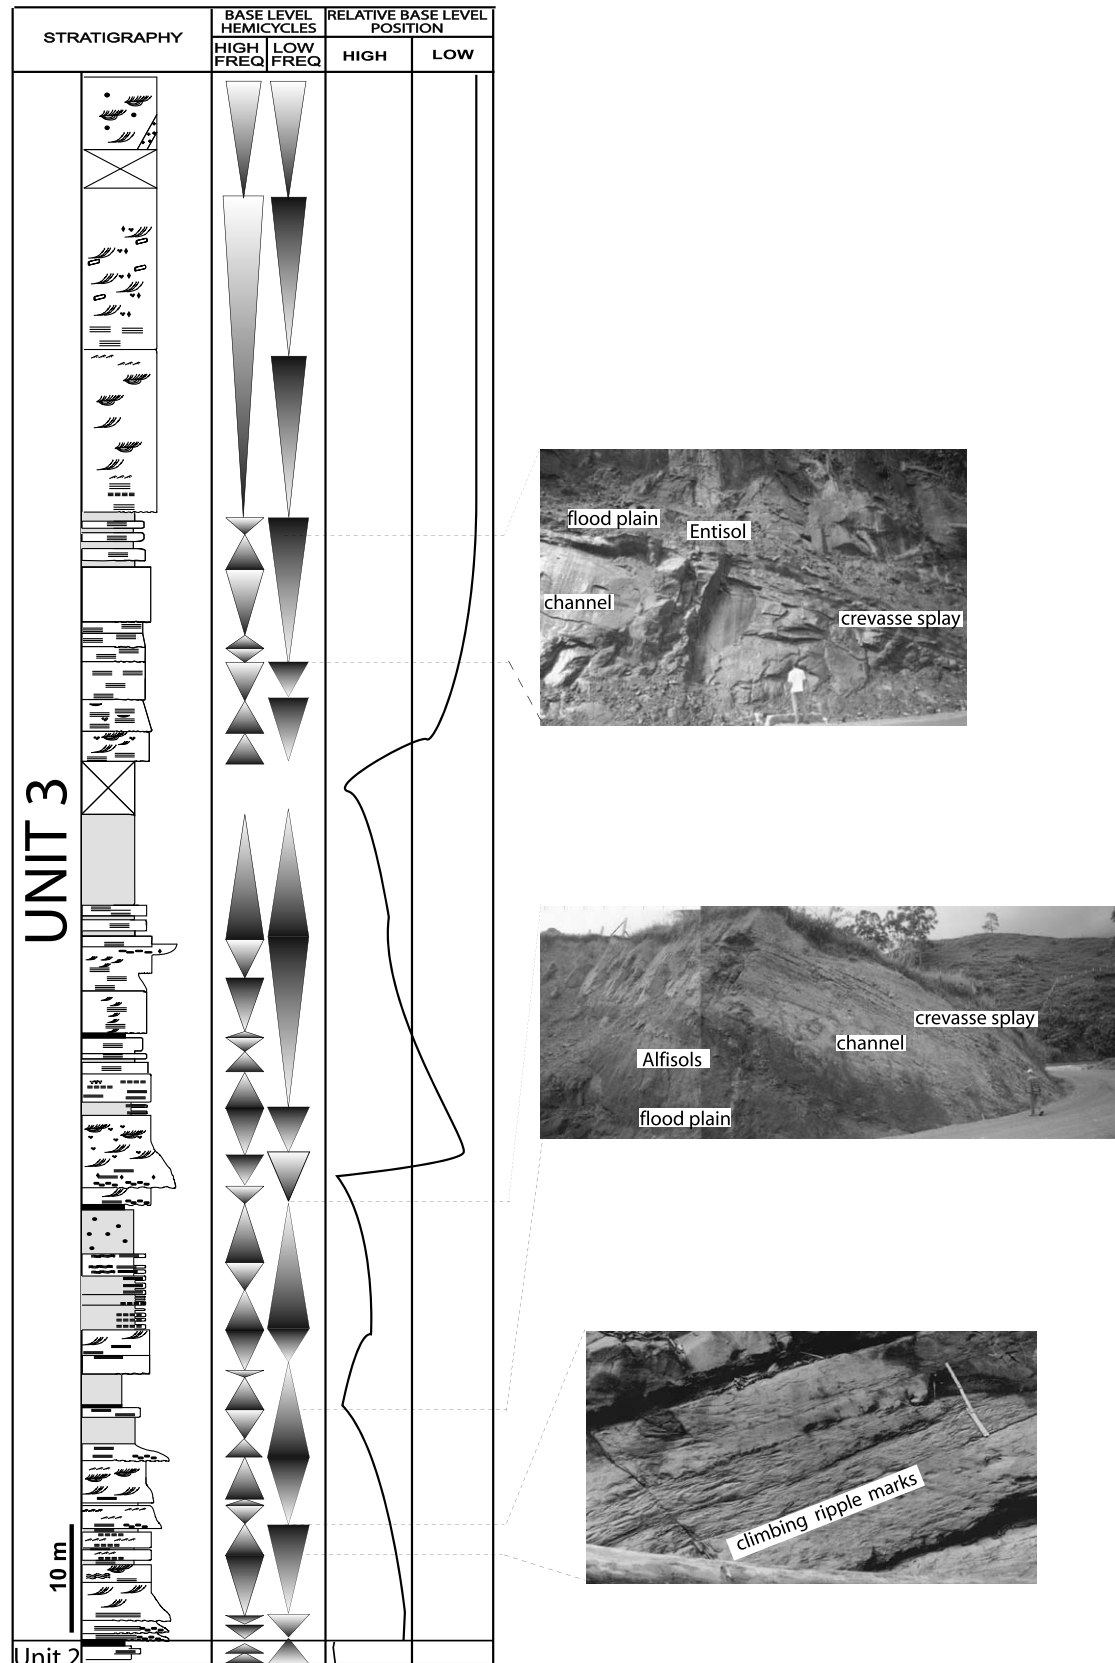 STRATIGRAPHY
BASE LEVEL
HEMICYCLES
HIGH
FREQ
LOW
FREQ
RELATIVE BASE LEVEL
POSITION
HIGH
LOW
UNIT 3
flood plain
Entisol
channel
crevasse splay
crevasse splay
channel
Alfisols
flood plain
climbing ripple marks
10 m
Unit 2